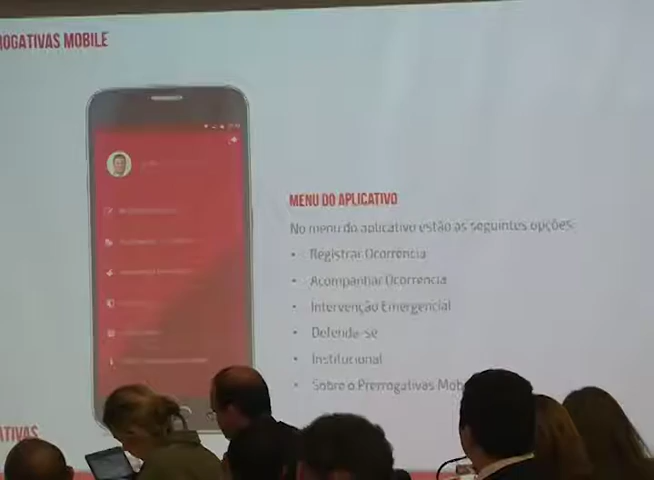 ROGATIVAS MOBILE
MENU DO APLICATIVO
No menu do aplicativo estão as seguintes opções:
• Registrar Ocorrência
• Acompanhar Ocorrência
• Intervenção Emergencial
• Defenda-se
• Institucional
• Sobre o Prerrogativas Mob
ATIVAS